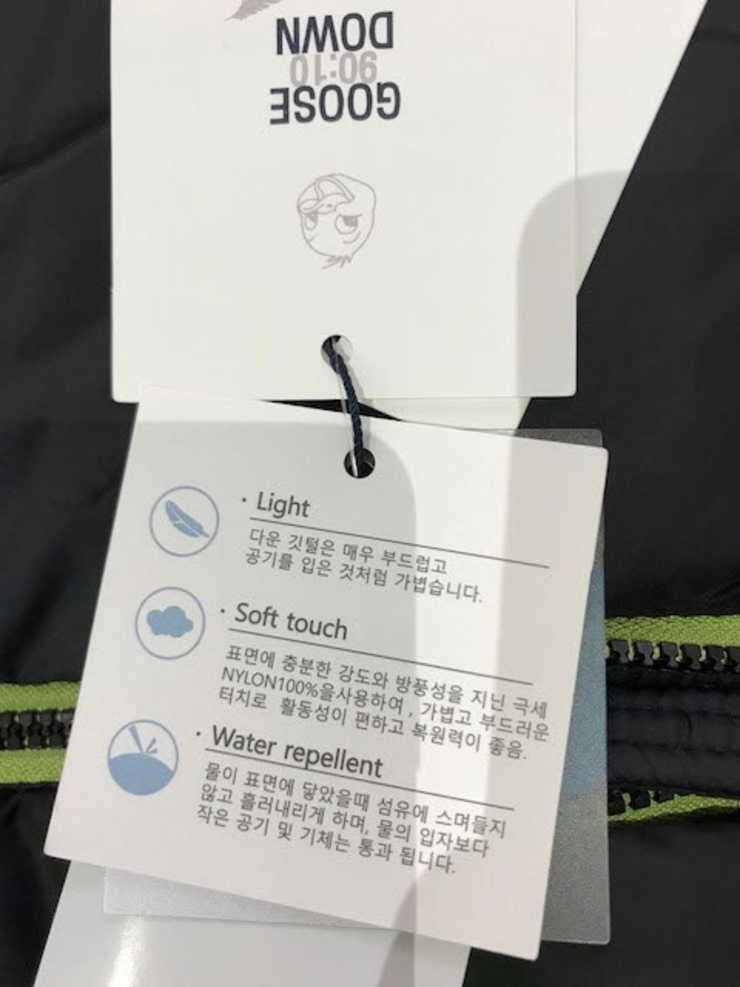 GOOSE
90:10
DOWN
· Light
다운 깃털은 매우 부드럽고
공기를 입은 것처럼 가볍습니다.
· Soft touch
표면에 충분한 강도와 방풍성을 지닌 극세
NYLON100%을사용하여, 가볍고 부드러운
터치로 활동성이 편하고 복원력이 좋음.
· Water repellent
물이 표면에 닿았을때 섬유에 스며들지
않고 흘러내리게 하며, 물의 입자보다
작은 공기 및 기체는 통과 됩니다.